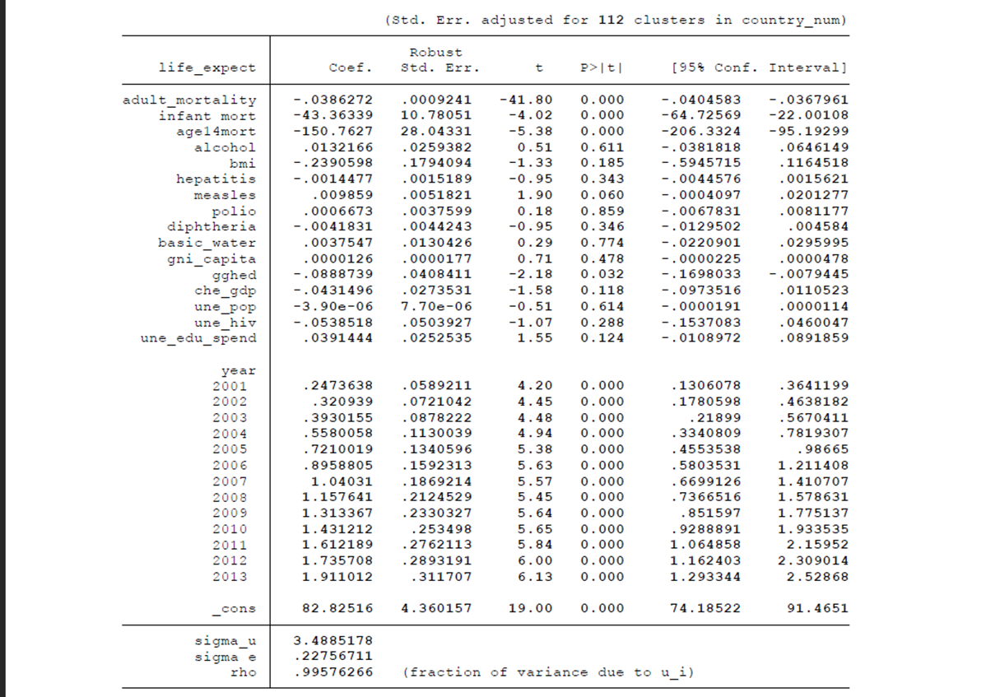 (Std. Err. adjusted for 112 clusters in country_num)
Robust
life_expect Coef. Std. Err. t P>|t| [95% Conf. Interval]
adult_mortality -.0386272 .0009241 -41.80 0.000 -.0404583 -.0367961
infant mort -43.36339 10.78051 -4.02 0.000 -64.72569 -22.00108
age14mort -150.7627 28.04331 -5.38 0.000 -206.3324 -95.19299
alcohol .0132166 .0259382 0.51 0.611 -.0381818 .0646149
bmi -.2390598 .1794094 -1.33 0.185 -.5945715 .1164518
hepatitis -.0014477 .0015189 -0.95 0.343 -.0044576 .0015621
measles .009859 .0051821 1.90 0.060 -.0004097 .0201277
polio .0006673 .0037599 0.18 0.859 -.0067831 .0081177
diphtheria -.0041831 .0044243 -0.95 0.346 -.0129502 .004584
basic_water .0037547 .0130426 0.29 0.774 -.0220901 .0295995
gni_capita .0000126 .0000177 0.71 0.478 -.0000225 .0000478
gghed -.0888739 .0408411 -2.18 0.032 -.1698033 -.0079445
che_gdp -.0431496 .0273531 -1.58 0.118 -.0973516 .0110523
une_pop -3.90e-06 7.70e-06 -0.51 0.614 -.0000191 .0000114
une_hiv -.0538518 .0503927 -1.07 0.288 -.1537083 .0460047
une_edu_spend .0391444 .0252535 1.55 0.124 -.0108972 .0891859
year
2001 .2473638 .0589211 4.20 0.000 .1306078 .3641199
2002 .320939 .0721042 4.45 0.000 .1780598 .4638182
2003 .3930155 .0878222 4.48 0.000 .21899 .5670411
2004 .5580058 .1130039 4.94 0.000 .3340809 .7819307
2005 .7210019 .1340596 5.38 0.000 .4553538 .98665
2006 .8958805 .1592313 5.63 0.000 .5803531 1.211408
2007 1.04031 .1869214 5.57 0.000 .6699126 1.410707
2008 1.157641 .2124529 5.45 0.000 .7366516 1.578631
2009 1.313367 .2330327 5.64 0.000 .851597 1.775137
2010 1.431212 .253498 5.65 0.000 .9288891 1.933535
2011 1.612189 .2762113 5.84 0.000 1.064858 2.15952
2012 1.735708 .2893191 6.00 0.000 1.162403 2.309014
2013 1.911012 .311707 6.13 0.000 1.293344 2.52868
_cons 82.82516 4.360157 19.00 0.000 74.18522 91.4651
sigma_u 3.4885178
sigma e .22756711
rho .99576266 (fraction of variance due to u_i)